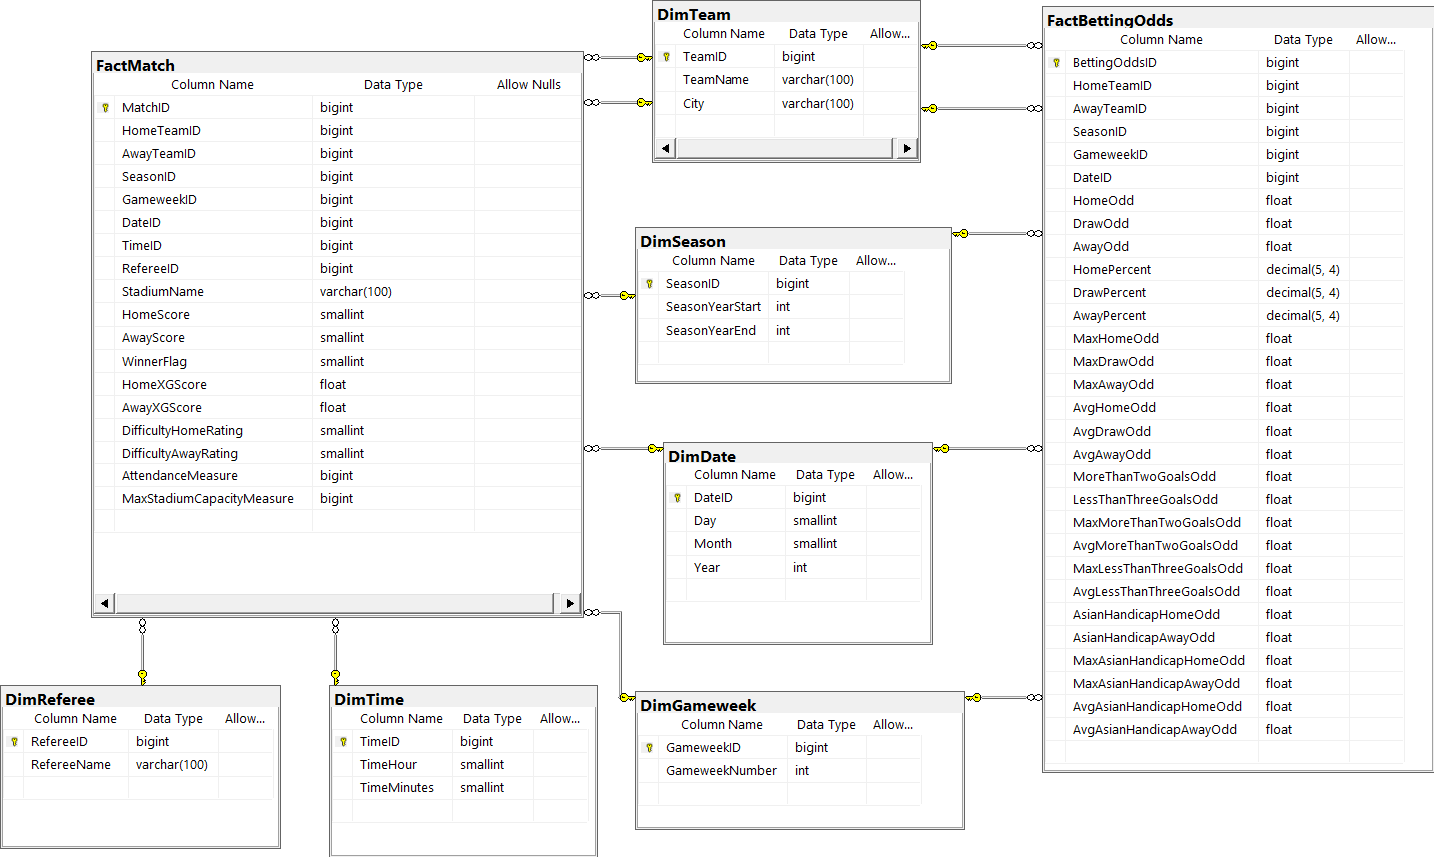 FactMatch
Column Name Data Type Allow Nulls
MatchID bigint
HomeTeamID bigint
AwayTeamID bigint
SeasonID bigint
GameweekID bigint
DateID bigint
TimeID bigint
RefereeID bigint
StadiumName varchar(100)
HomeScore smallint
AwayScore smallint
WinnerFlag smallint
HomeXGScore float
AwayXGScore float
DifficultyHomeRating smallint
DifficultyAwayRating smallint
AttendanceMeasure bigint
MaxStadiumCapacityMeasure bigint
DimTeam
Column Name Data Type Allow...
TeamID bigint
TeamName varchar(100)
City varchar(100)
DimSeason
Column Name Data Type Allow...
SeasonID bigint
SeasonYearStart int
SeasonYearEnd int
DimDate
Column Name Data Type Allow...
DateID bigint
Day smallint
Month smallint
Year int
FactBettingOdds
Column Name Data Type Allow...
BettingOddsID bigint
HomeTeamID bigint
AwayTeamID bigint
SeasonID bigint
GameweekID bigint
DateID bigint
HomeOdd float
DrawOdd float
AwayOdd float
HomePercent decimal(5, 4)
DrawPercent decimal(5, 4)
AwayPercent decimal(5, 4)
MaxHomeOdd float
MaxDrawOdd float
MaxAwayOdd float
AvgHomeOdd float
AvgDrawOdd float
AvgAwayOdd float
MoreThanTwoGoalsOdd float
LessThanThreeGoalsOdd float
MaxMoreThanTwoGoalsOdd float
AvgMoreThanTwoGoalsOdd float
MaxLessThanThreeGoalsOdd float
AvgLessThanThreeGoalsOdd float
AsianHandicapHomeOdd float
AsianHandicapAwayOdd float
MaxAsianHandicapHomeOdd float
MaxAsianHandicapAwayOdd float
AvgAsianHandicapHomeOdd float
AvgAsianHandicapAwayOdd float
DimReferee
Column Name Data Type Allow...
RefereeID bigint
RefereeName varchar(100)
DimTime
Column Name Data Type Allow...
TimeID bigint
TimeHour smallint
TimeMinutes smallint
DimGameweek
Column Name Data Type Allow...
GameweekID bigint
GameweekNumber int